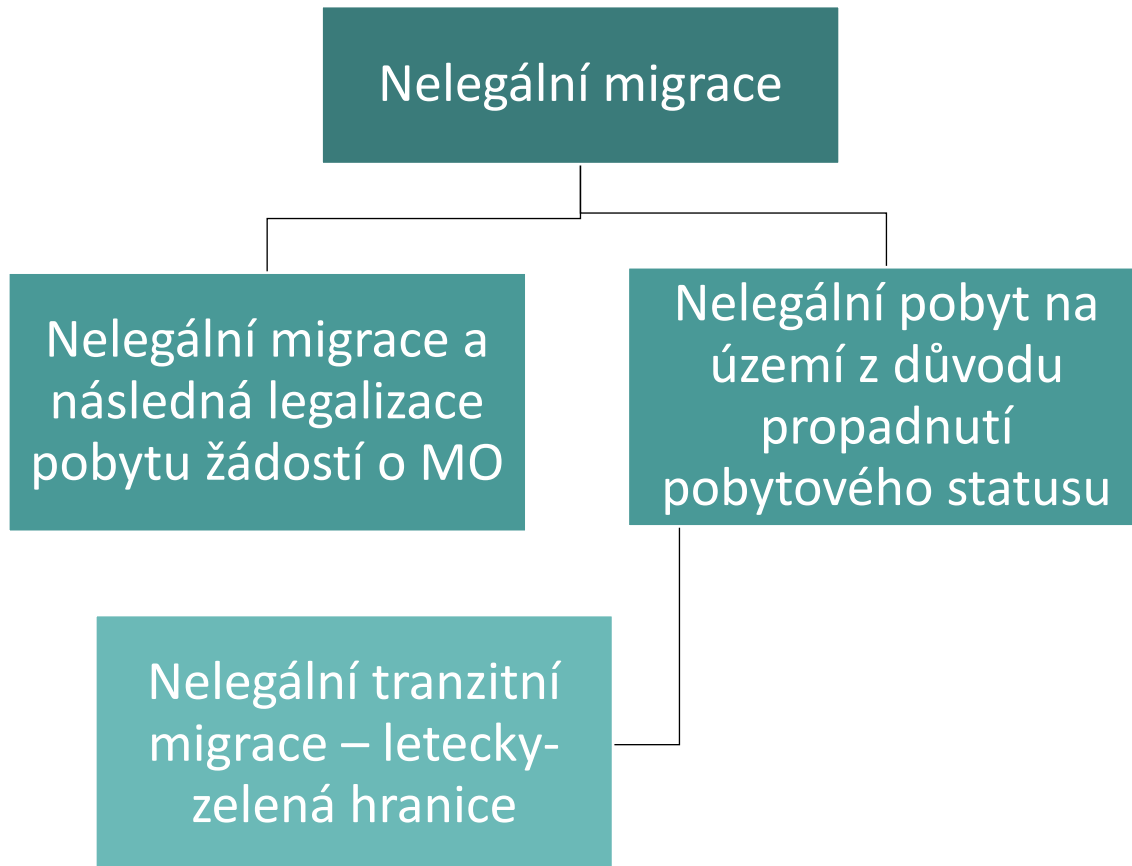 Nelegální migrace
Nelegální migrace a
následná legalizace
pobytu žádostí o MO
Nelegální pobyt na
území z důvodu
propadnutí
pobytového statusu
Nelegální tranzitní
migrace – letecky-
zelená hranice